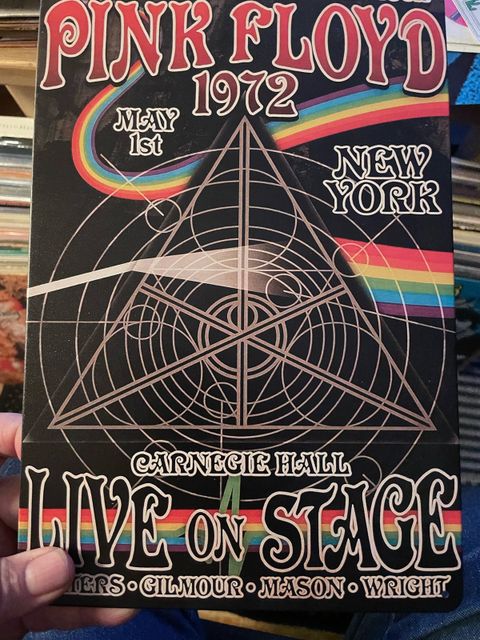 PINK FLOYD
1972
MAY
1st
NEW
YORK
CARNEGIE HALL
LIVE ON STAGE
· GILMOUR · MASON · WRIGHT